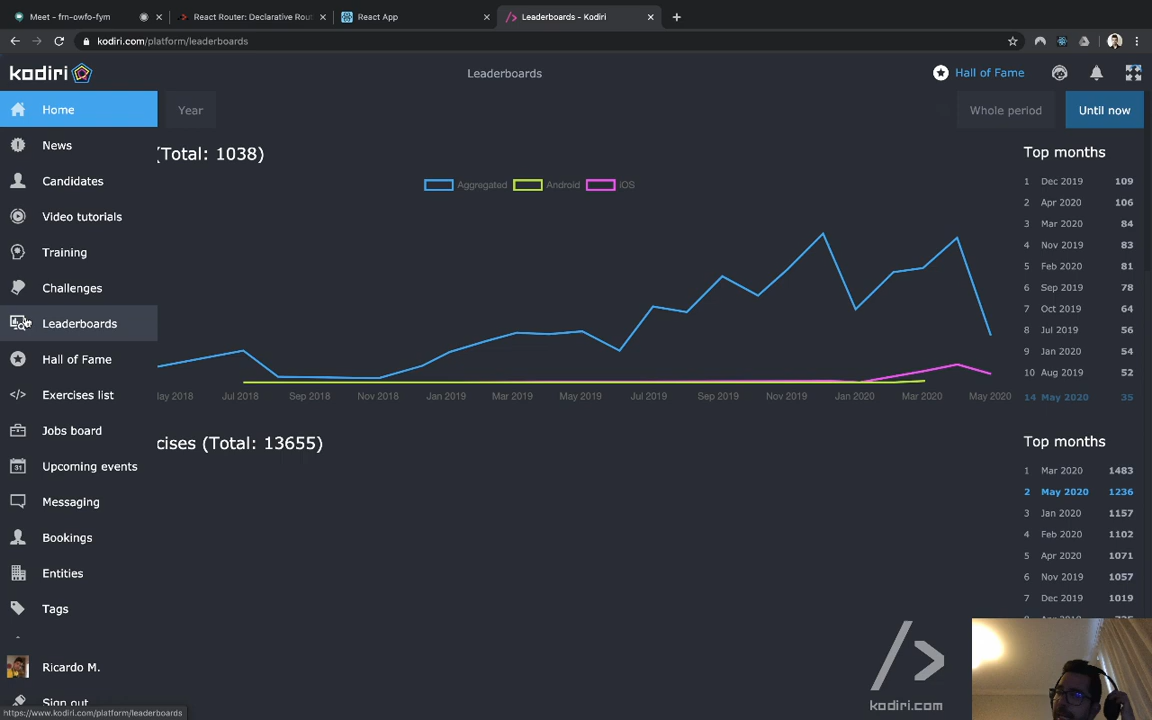 Meet - frn-owfo-fym
React Router: Declarative Rout
React App
Leaderboards - Kodiri
kodiri.com/platform/leaderboards
kodiri
Leaderboards
Hall of Fame
Home
Year
Whole period
Until now
News
(Total: 1038)
Top months
Aggregated
Android
iOS
1 Dec 2019 109
2 Apr 2020 106
3 Mar 2020 84
4 Nov 2019 83
5 Feb 2020 81
6 Sep 2019 78
7 Oct 2019 64
8 Jul 2019 56
9 Jan 2020 54
10 Aug 2019 52
14 May 2020 35
Candidates
Video tutorials
Training
Challenges
Leaderboards
Hall of Fame
Exercises list
Jobs board
Upcoming events
31
Messaging
Bookings
Entities
Tags
Ricardo M.
Sign out
May 2018 Jul 2018 Sep 2018 Nov 2018 Jan 2019 Mar 2019 May 2019 Jul 2019 Sep 2019 Nov 2019 Jan 2020 Mar 2020 May 2020
cises (Total: 13655)
Top months
1 Mar 2020 1483
2 May 2020 1236
3 Jan 2020 1157
4 Feb 2020 1102
5 Apr 2020 1071
6 Nov 2019 1057
7 Dec 2019 1019
kodiri.com
https://www.kodiri.com/platform/leaderboards